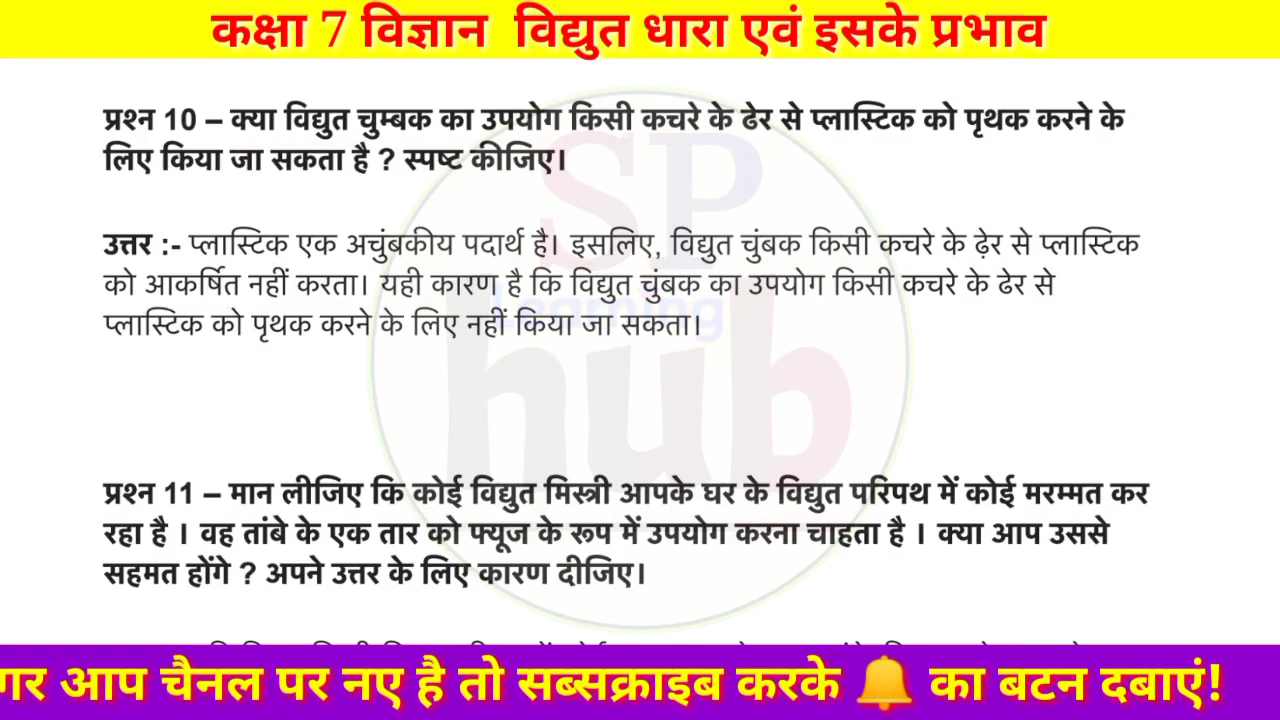 कक्षा 7 विज्ञान विद्युत धारा एवं इसके प्रभाव
प्रश्न 10 – क्या विद्युत चुम्बक का उपयोग किसी कचरे के ढेर से प्लास्टिक को पृथक करने के
लिए किया जा सकता है ? स्पष्ट कीजिए।
उत्तर :- प्लास्टिक एक अचुंबकीय पदार्थ है। इसलिए, विद्युत चुंबक किसी कचरे के ढ़ेर से प्लास्टिक
को आकर्षित नहीं करता। यही कारण है कि विद्युत चुंबक का उपयोग किसी कचरे के ढेर से
प्लास्टिक को पृथक करने के लिए नहीं किया जा सकता।
SP
Learning
hub
प्रश्न 11 – मान लीजिए कि कोई विद्युत मिस्त्री आपके घर के विद्युत परिपथ में कोई मरम्मत कर
रहा है । वह तांबे के एक तार को फ्यूज के रूप में उपयोग करना चाहता है । क्या आप उससे
सहमत होंगे ? अपने उत्तर के लिए कारण दीजिए।
गर आप चैनल पर नए है तो सब्सक्राइब करके 🔔 का बटन दबाएं!